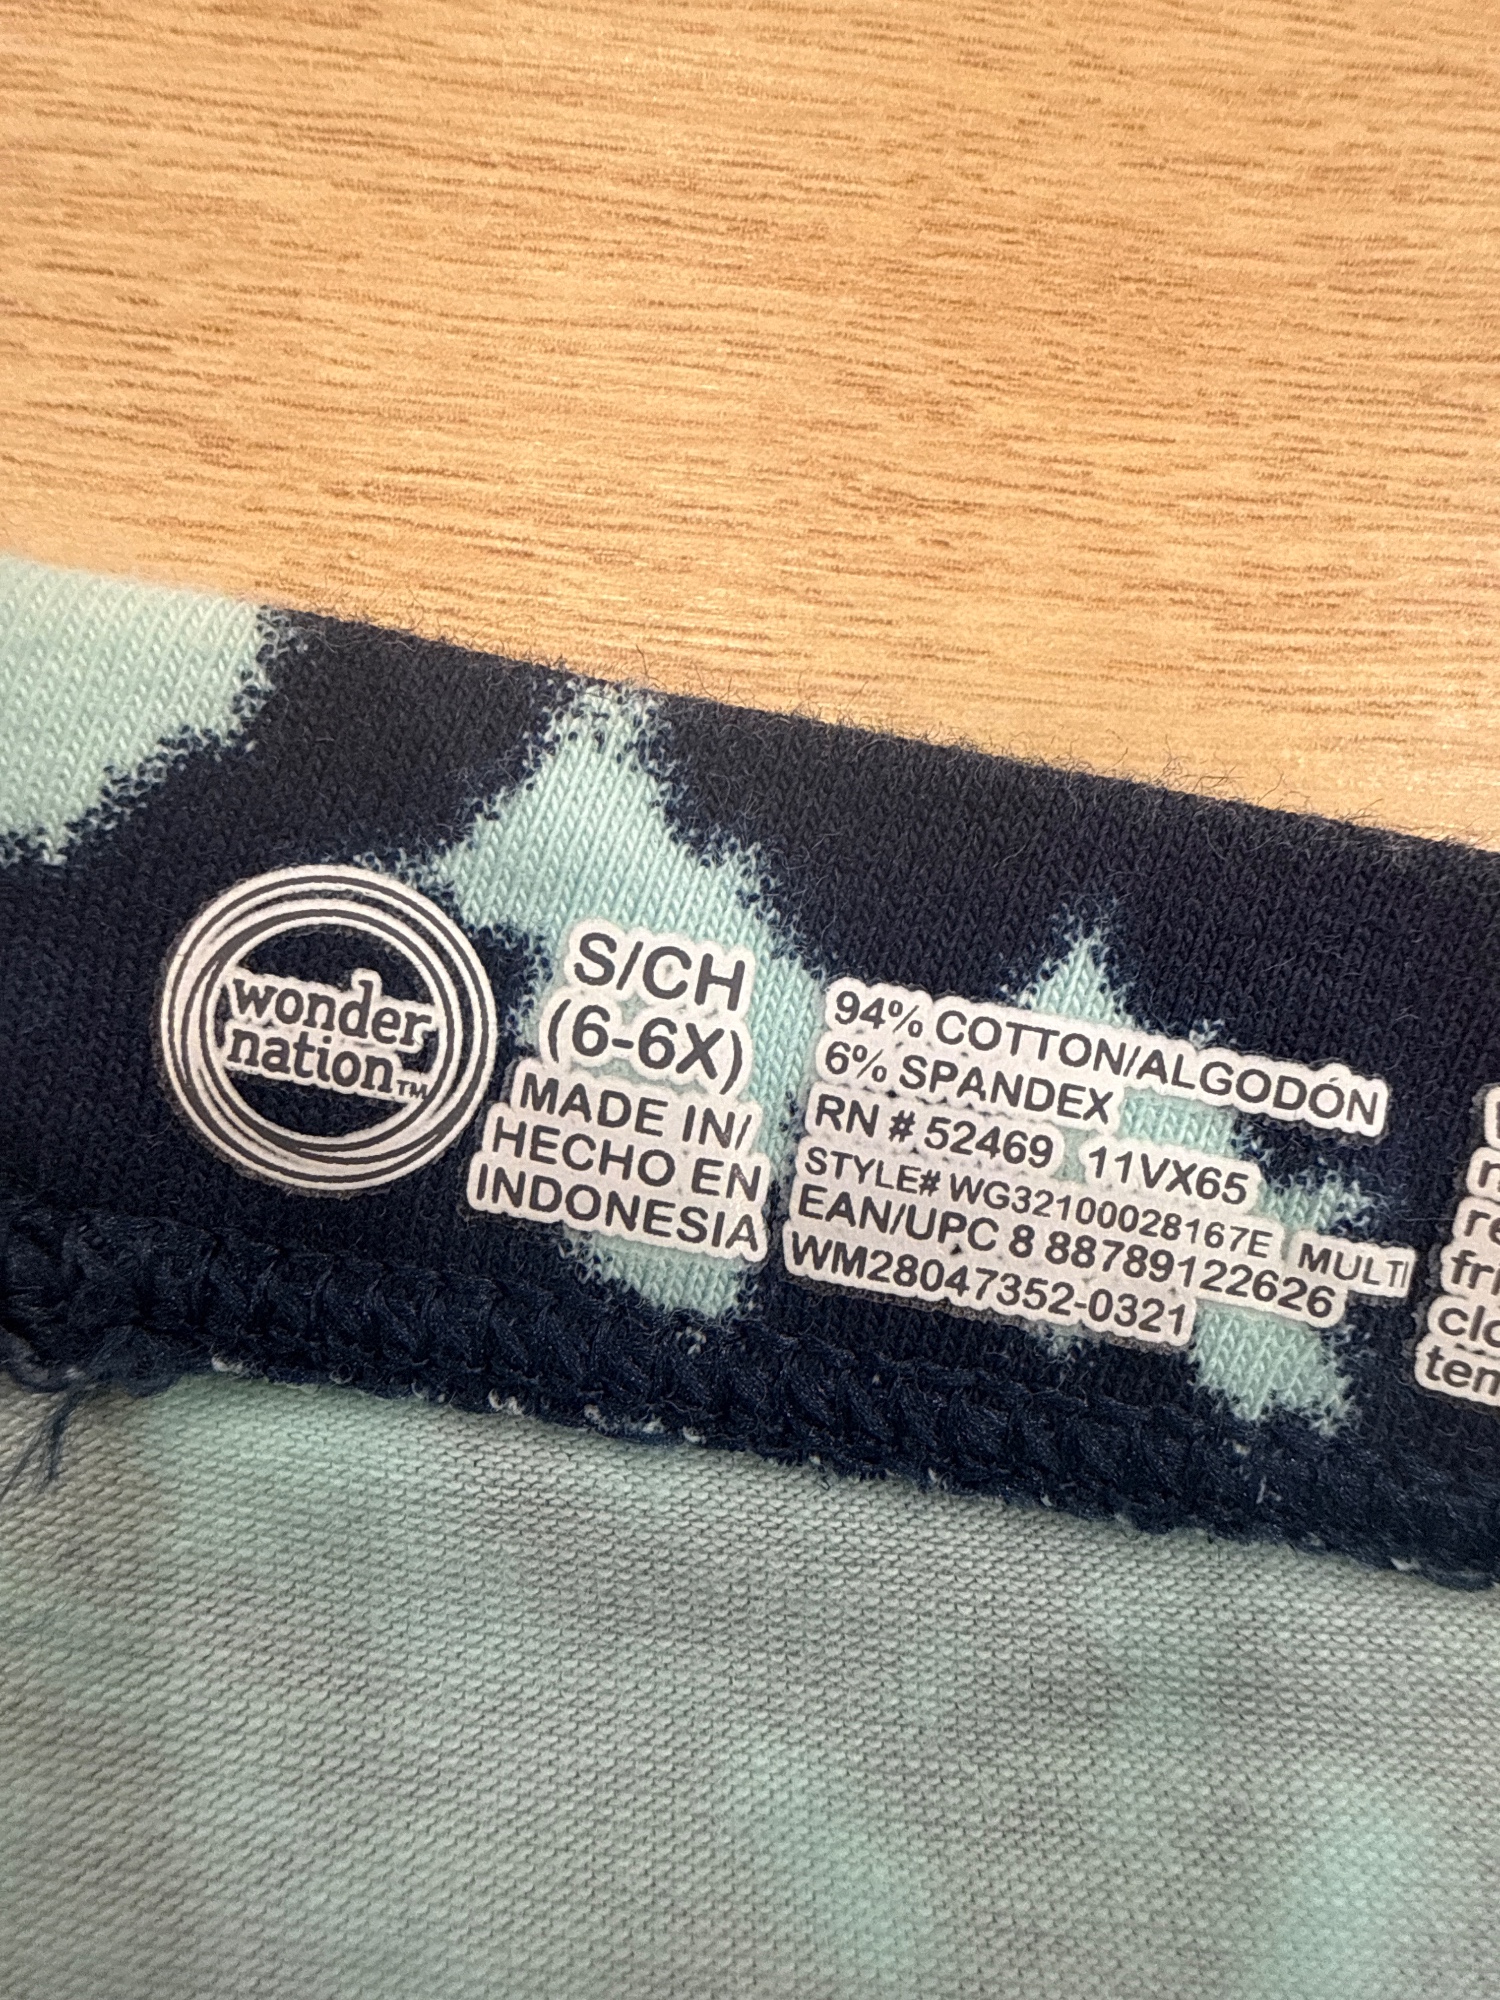 wonder
nation™
S/CH
(6-6X)
MADE IN/
HECHO EN
INDONESIA
94% COTTON/ALGODÓN
6% SPANDEX
RN # 52469 11VX65
STYLE# WG32100028167E MULTI
EAN/UPC 8 88789122626
WM28047352-0321